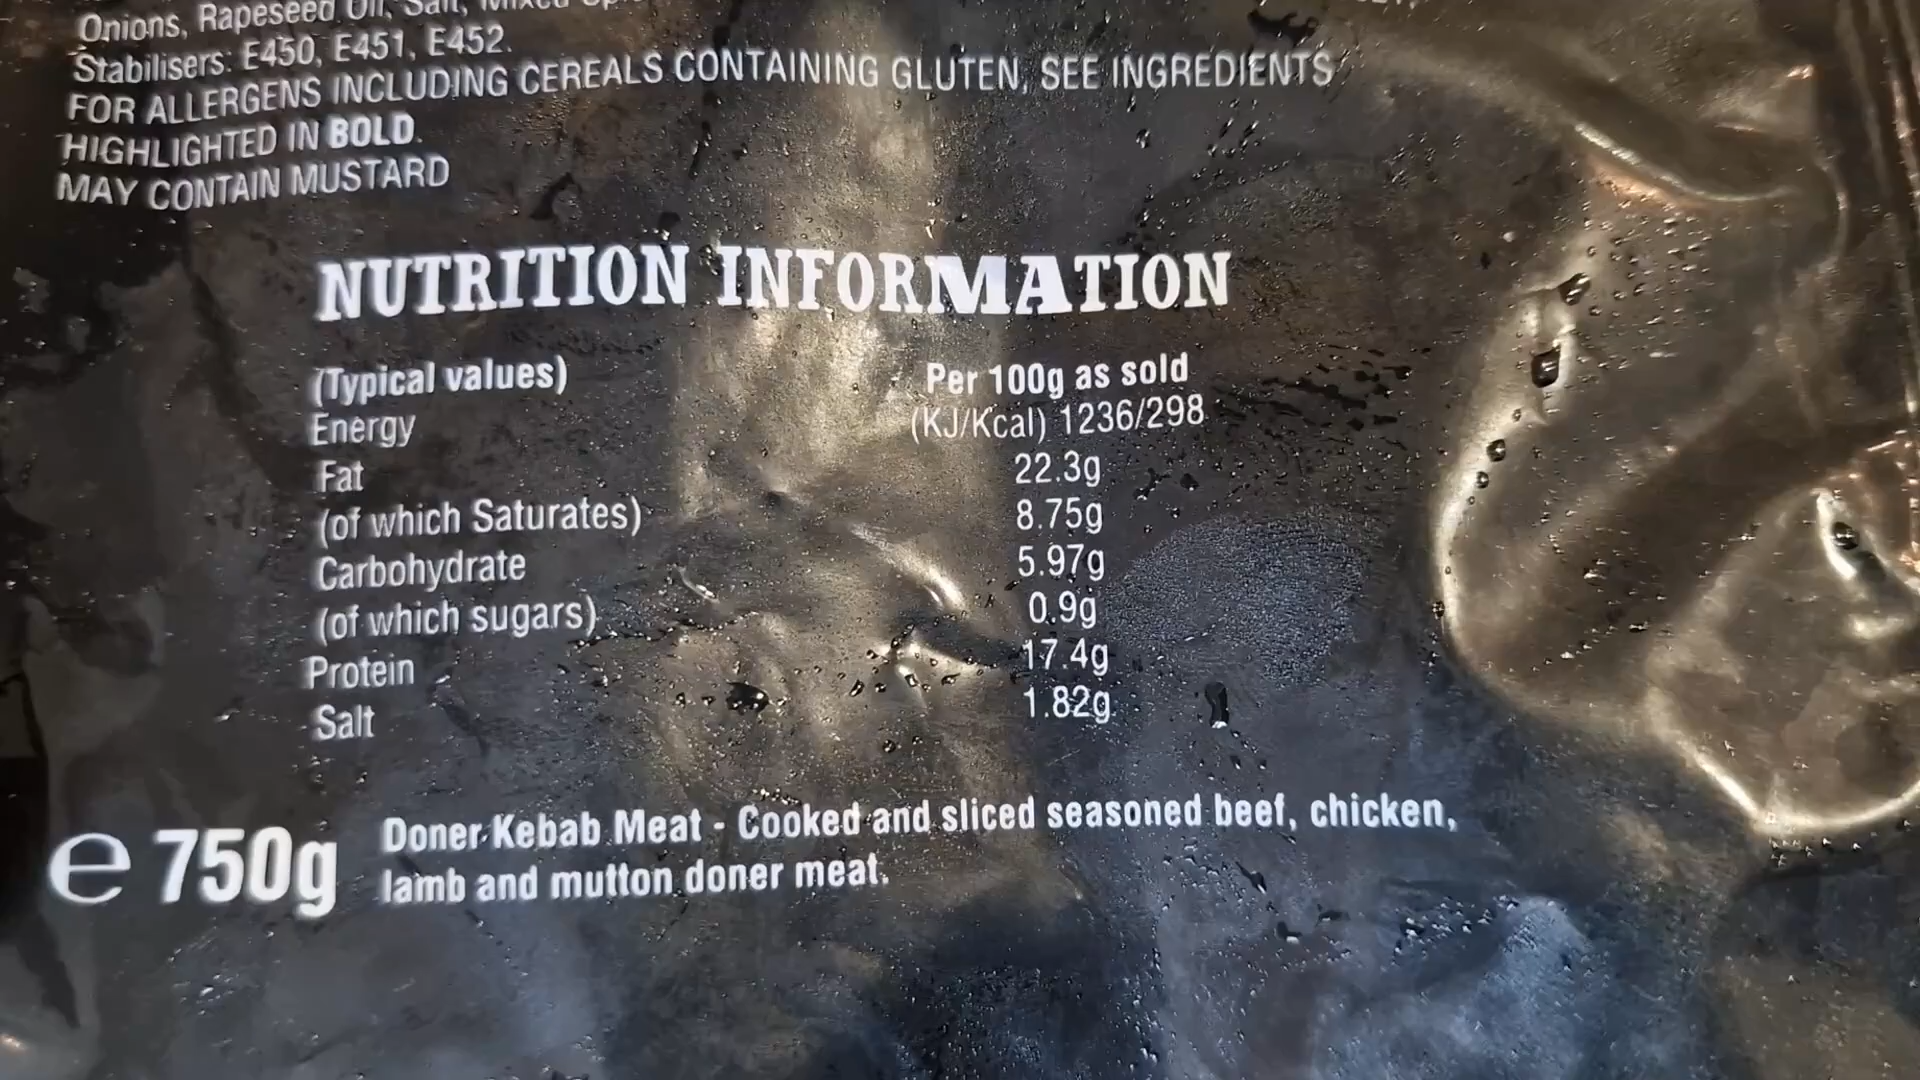 Onions, Rapeseed Oil, Salt, Mixed
Stabilisers: E450, E451, E452.
FOR ALLERGENS INCLUDING CEREALS CONTAINING GLUTEN, SEE INGREDIENTS
HIGHLIGHTED IN BOLD.
MAY CONTAIN MUSTARD
NUTRITION INFORMATION
(Typical values) Per 100g as sold
Energy (KJ/Kcal) 1236/298
Fat 22.3g
(of which Saturates) 8.75g
Carbohydrate 5.97g
(of which sugars) 0.9g
Protein 17.4g
Salt 1.82g
e 750g
Doner Kebab Meat - Cooked and sliced seasoned beef, chicken,
lamb and mutton doner meat.